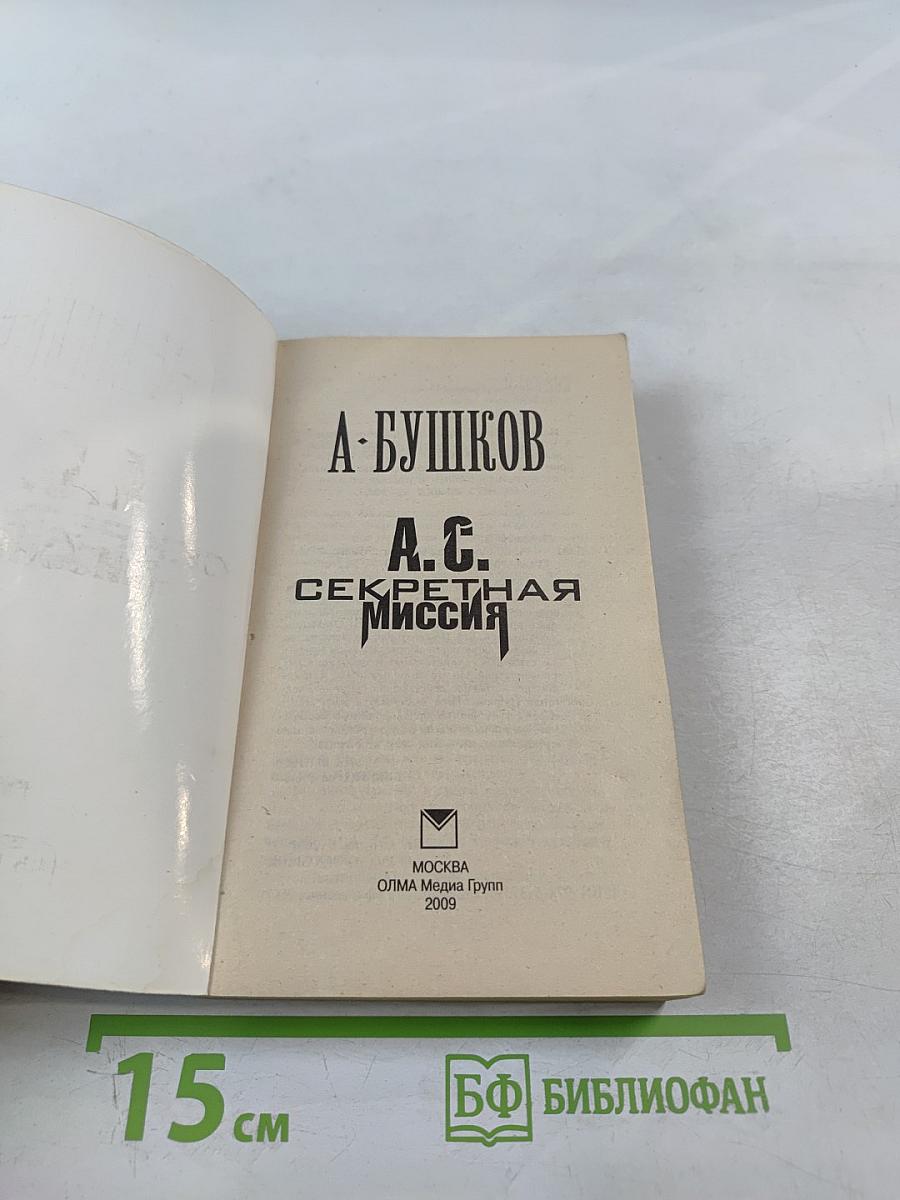 А·БУШКОВ
А.С.
СЕКРЕТНАЯ
МИССИЯ
МОСКВА
ОЛМА Медиа Групп
2009
15 см
БФ БИБЛИОФАН